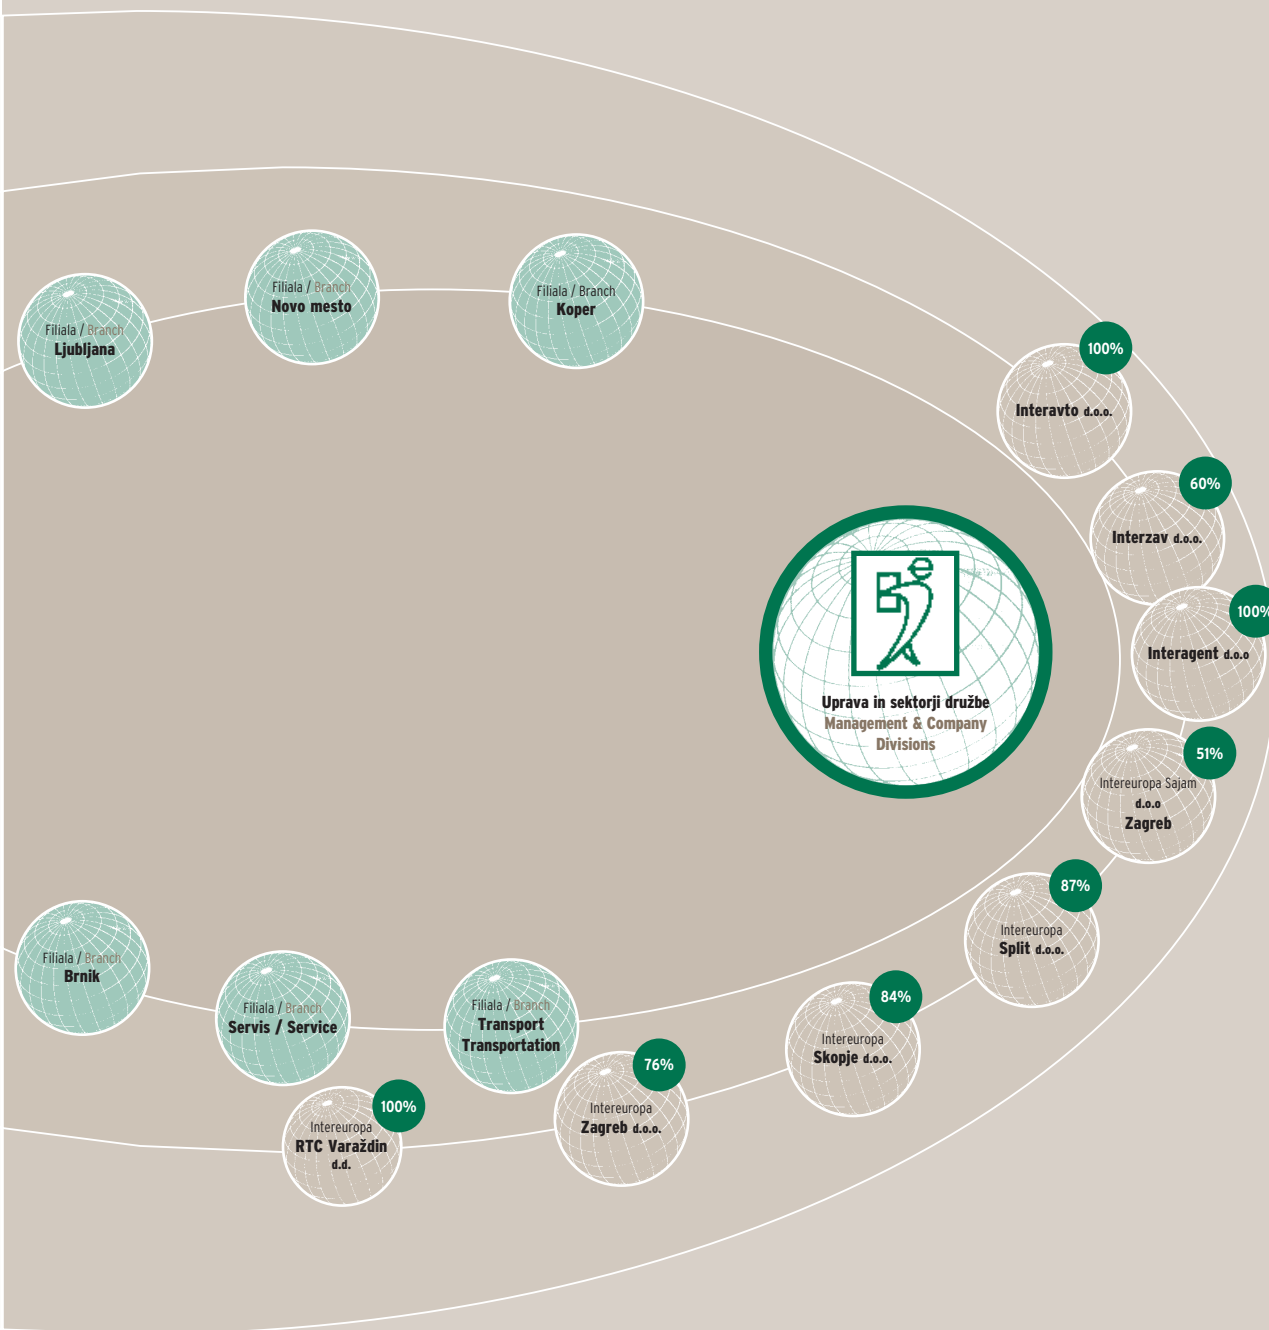 Filiala / Branch
Novo mesto
Filiala / Branch
Koper
Filiala / Branch
Ljubljana
100%
Interavto d.o.o.
60%
Interzav d.o.o.
100%
Interagent d.o.o
Uprava in sektorji družbe
Management & Company
Divisions
51%
Intereuropa Sajam
d.o.o
Zagreb
87%
Intereuropa
Split d.o.o.
84%
Intereuropa
Skopje d.o.o.
Filiala / Branch
Brnik
Filiala / Branch
Servis / Service
Filiala / Branch
Transport
Transportation
76%
Intereuropa
Zagreb d.o.o.
100%
Intereuropa
RTC Varaždin
d.d.